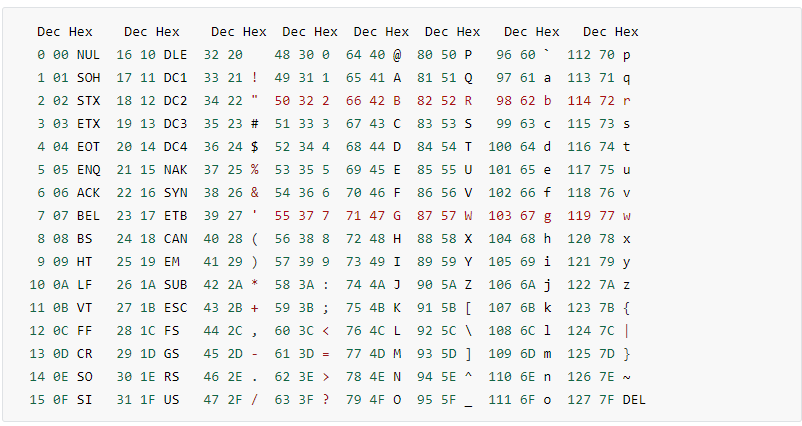 Dec Hex    Dec Hex    Dec Hex  Dec Hex  Dec Hex  Dec Hex   Dec Hex   Dec Hex
  0 00 NUL  16 10 DLE  32 20    48 30 0  64 40 @  80 50 P   96 60 `  112 70 p
  1 01 SOH  17 11 DC1  33 21 !  49 31 1  65 41 A  81 51 Q   97 61 a  113 71 q
  2 02 STX  18 12 DC2  34 22 "  50 32 2  66 42 B  82 52 R   98 62 b  114 72 r
  3 03 ETX  19 13 DC3  35 23 #  51 33 3  67 43 C  83 53 S   99 63 c  115 73 s
  4 04 EOT  20 14 DC4  36 24 $  52 34 4  68 44 D  84 54 T  100 64 d  116 74 t
  5 05 ENQ  21 15 NAK  37 25 %  53 35 5  69 45 E  85 55 U  101 65 e  117 75 u
  6 06 ACK  22 16 SYN  38 26 &  54 36 6  70 46 F  86 56 V  102 66 f  118 76 v
  7 07 BEL  23 17 ETB  39 27 '  55 37 7  71 47 G  87 57 W  103 67 g  119 77 w
  8 08 BS   24 18 CAN  40 28 (  56 38 8  72 48 H  88 58 X  104 68 h  120 78 x
  9 09 HT   25 19 EM   41 29 )  57 39 9  73 49 I  89 59 Y  105 69 i  121 79 y
 10 0A LF   26 1A SUB  42 2A *  58 3A :  74 4A J  90 5A Z  106 6A j  122 7A z
 11 0B VT   27 1B ESC  43 2B +  59 3B ;  75 4B K  91 5B [  107 6B k  123 7B {
 12 0C FF   28 1C FS   44 2C ,  60 3C <  76 4C L  92 5C \  108 6C l  124 7C |
 13 0D CR   29 1D GS   45 2D -  61 3D =  77 4D M  93 5D ]  109 6D m  125 7D }
 14 0E SO   30 1E RS   46 2E .  62 3E >  78 4E N  94 5E ^  110 6E n  126 7E ~
 15 0F SI   31 1F US   47 2F /  63 3F ?  79 4F O  95 5F _  111 6F o  127 7F DEL